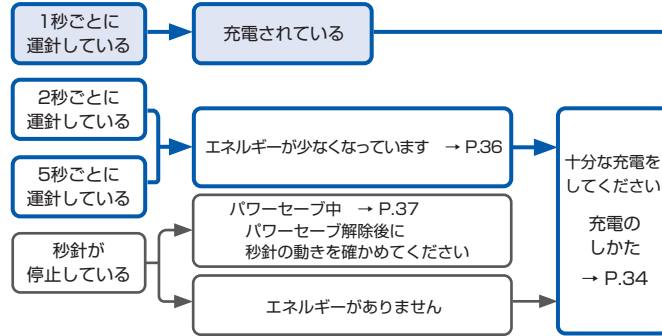 1秒ごとに
運針している
充電されている
2秒ごとに
運針している
5秒ごとに
運針している
エネルギーが少なくなっています → P.36
秒針が
停止している
パワーセーブ中 → P.37
パワーセーブ解除後に
秒針の動きを確かめてください
エネルギーがありません
十分な充電を
してください
充電の
しかた
→ P.34